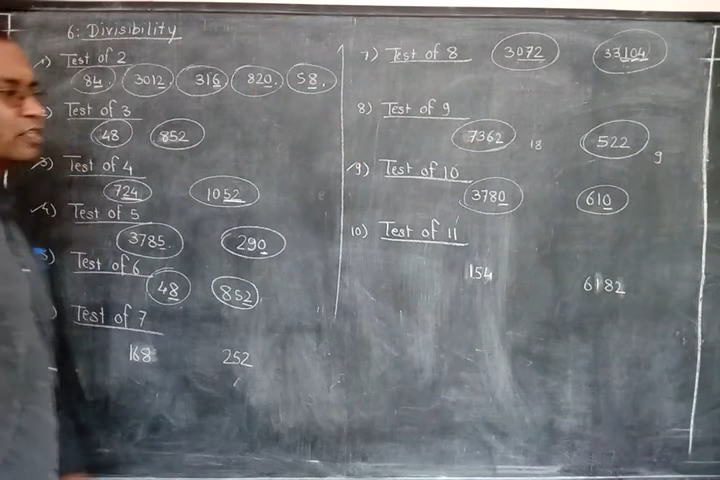 6: Divisibility
1) Test of 2
84. 3012 316 820. 58.
Test of 3
48 852
3) Test of 4
724 1052
4) Test of 5
3785. 290
5) Test of 6
48 852
Test of 7
168 252
7) Test of 8 3072 33104
8) Test of 9
7362 18 522 9
9) Test of 10
3780 610
10) Test of 11
154 6182